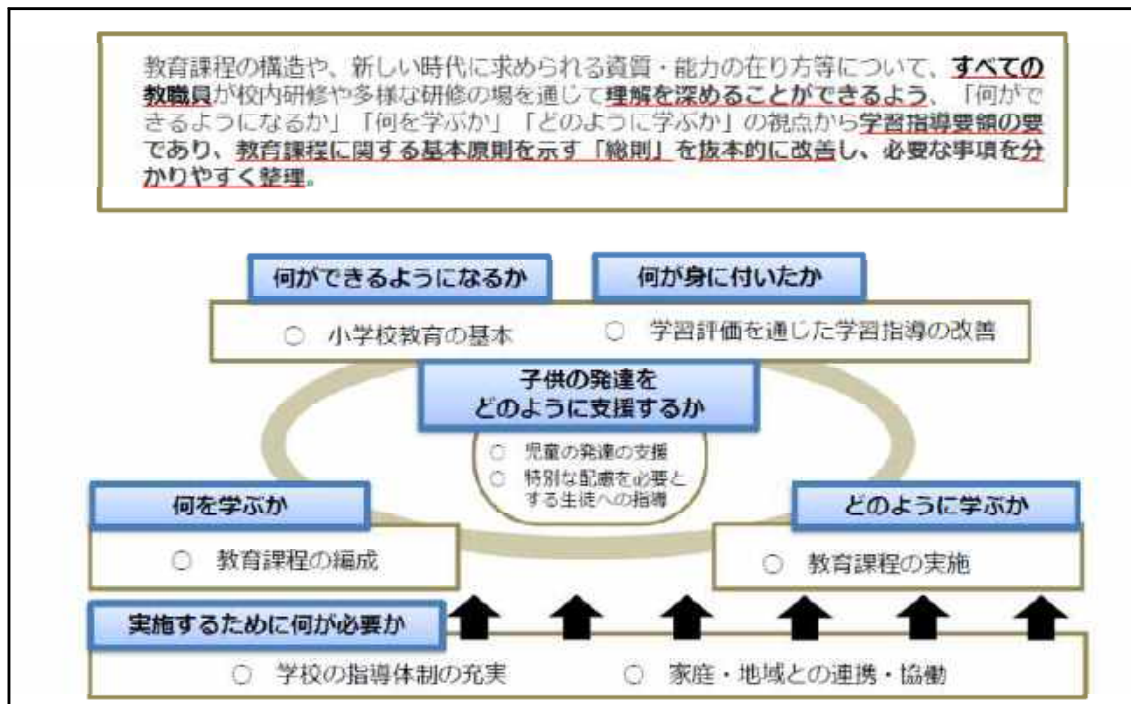 教育課程の構造や、新しい時代に求められる資質・能力の在り方等について、すべての
教職員が校内研修や多様な研修の場を通じて理解を深めることができるよう、「何がで
きるようになるか」「何を学ぶか」「どのように学ぶか」の視点から学習指導要領の要
であり、教育課程に関する基本原則を示す「総則」を抜本的に改善し、必要な事項を分
かりやすく整理。
何ができるようになるか
何が身に付いたか
○ 小学校教育の基本
○ 学習評価を通じた学習指導の改善
子供の発達を
どのように支援するか
○ 児童の発達の支援
○ 特別な配慮を必要と
する生徒への指導
何を学ぶか
どのように学ぶか
○ 教育課程の編成
○ 教育課程の実施
実施するために何が必要か
○ 学校の指導体制の充実
○ 家庭・地域との連携・協働